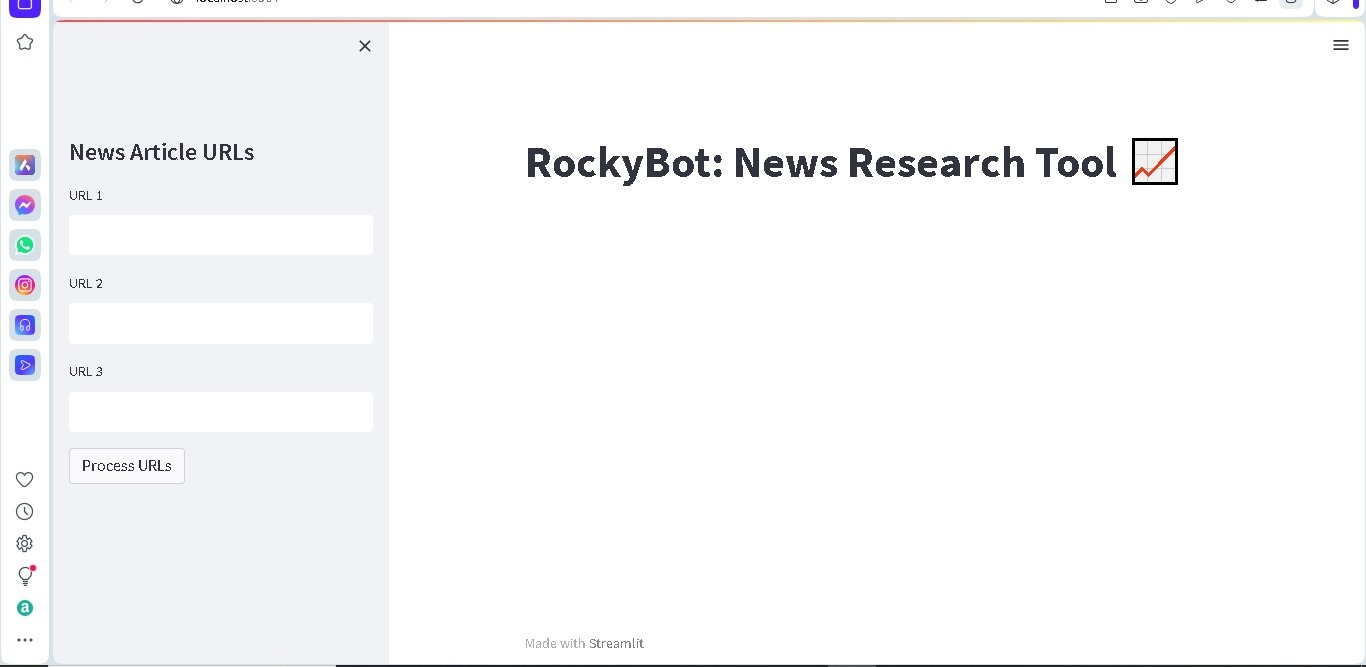 News Article URLs
URL 1
URL 2
URL 3
Process URLs
RockyBot: News Research Tool
Made with Streamlit